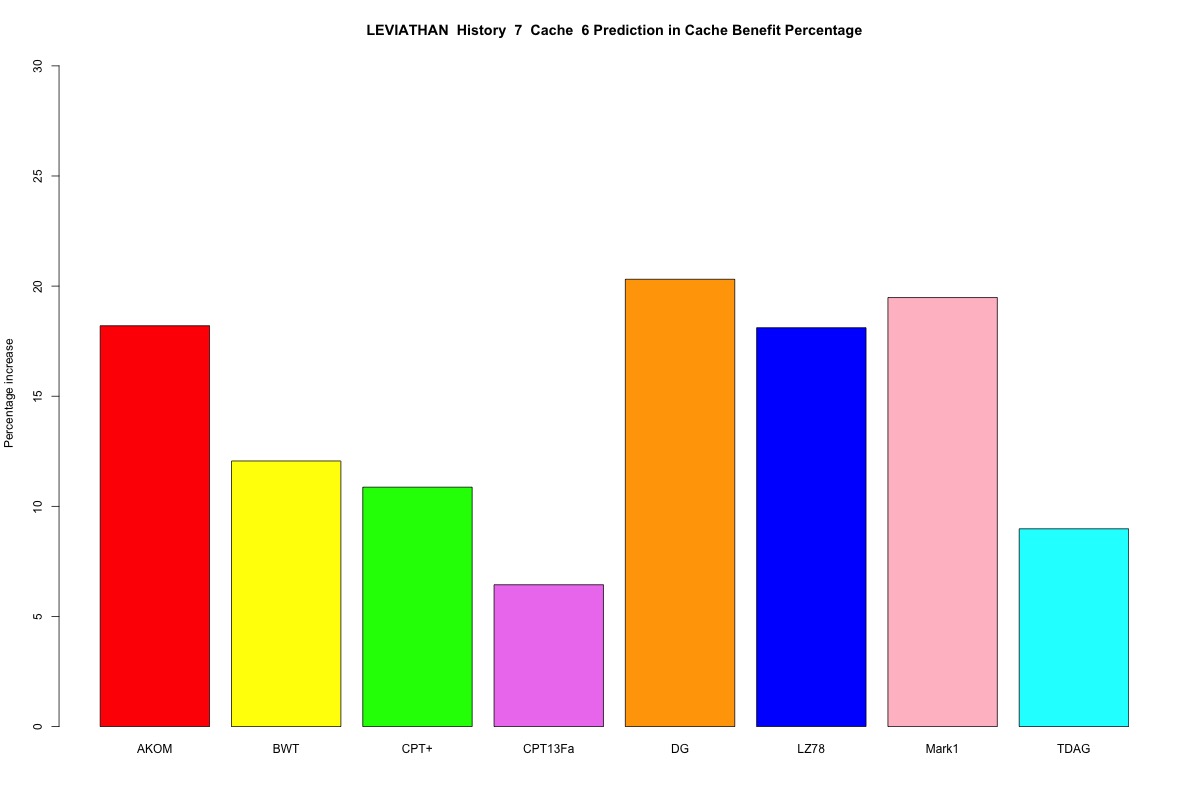 LEVIATHAN  History  7  Cache  6 Prediction in Cache Benefit Percentage
Percentage increase
30
25
20
15
10
5
0
AKOM BWT CPT+ CPT13Fa DG LZ78 Mark1 TDAG